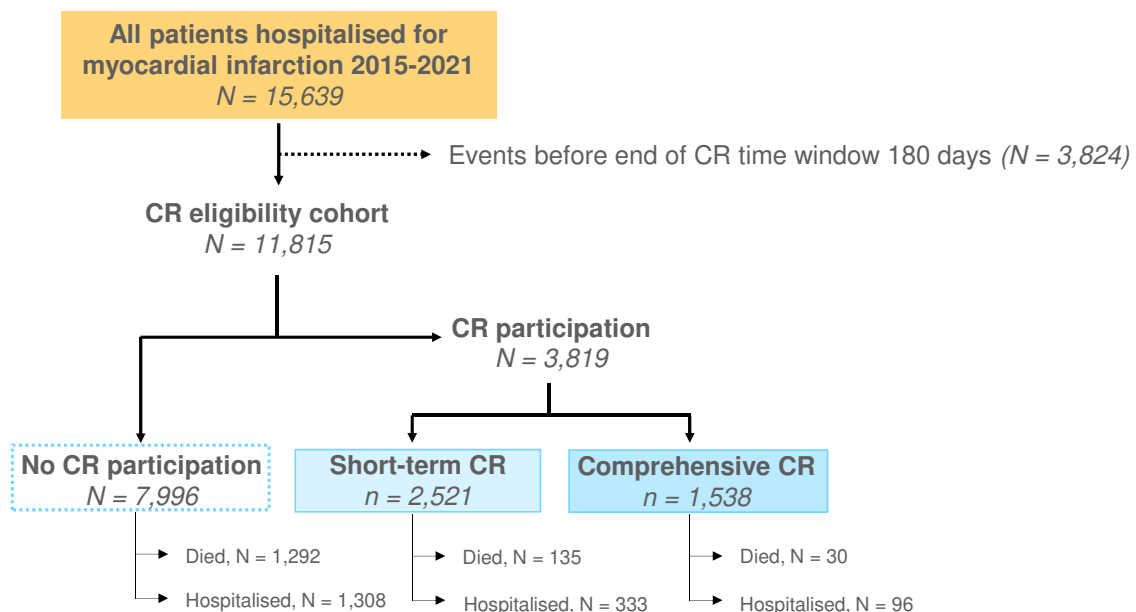 All patients hospitalised for
myocardial infarction 2015-2021
N = 15,639
Events before end of CR time window 180 days (N = 3,824)
CR eligibility cohort
N = 11,815
CR participation
N = 3,819
No CR participation
N = 7,996
Short-term CR
n = 2,521
Comprehensive CR
n = 1,538
Died, N = 1,292
Died, N = 135
Died, N = 30
Hospitalised, N = 1,308
Hospitalised, N = 333
Hospitalised, N = 96